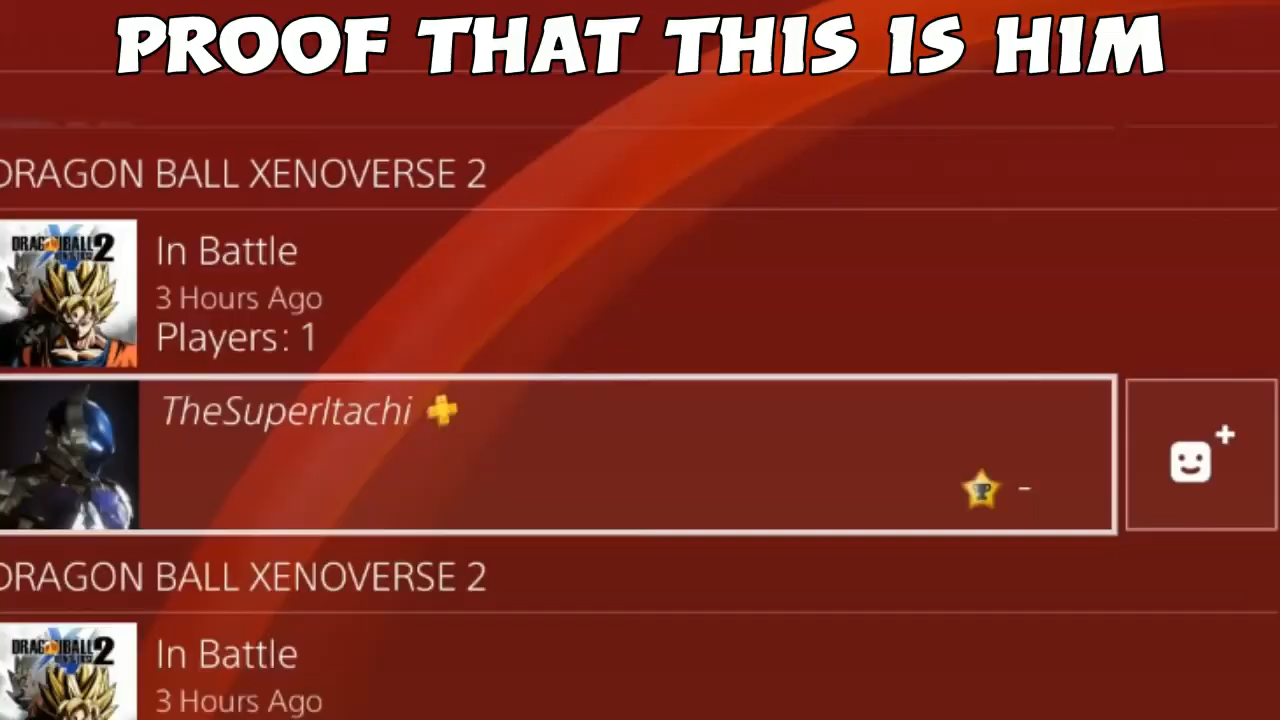 PROOF THAT THIS IS HIM
DRAGON BALL XENOVERSE 2
In Battle
3 Hours Ago
Players: 1
TheSuperItachi
-
DRAGON BALL XENOVERSE 2
In Battle
3 Hours Ago